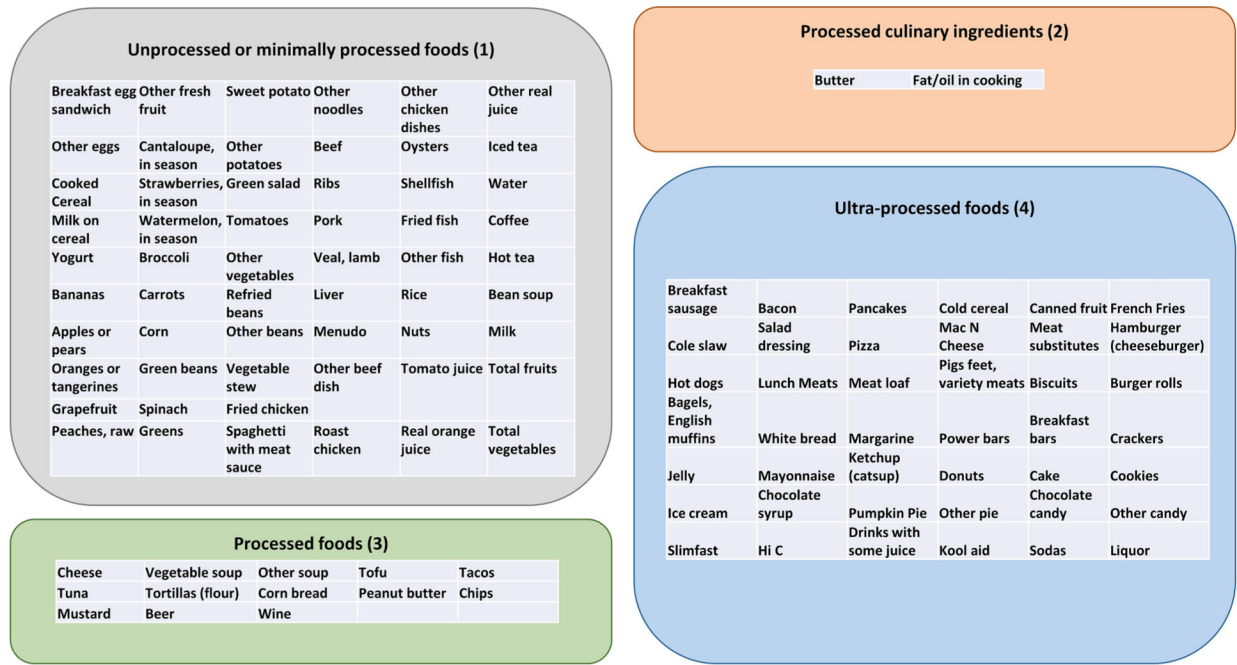 Unprocessed or minimally processed foods (1)
Breakfast egg sandwich Other fresh fruit Sweet potato Other noodles Other chicken dishes Other real juice
Other eggs Cantaloupe, in season Other potatoes Beef Oysters Iced tea
Cooked Cereal Strawberries, in season Green salad Ribs Shellfish Water
Milk on cereal Watermelon, in season Tomatoes Pork Fried fish Coffee
Yogurt Broccoli Other vegetables Veal, lamb Other fish Hot tea
Bananas Carrots Refried beans Liver Rice Bean soup
Apples or pears Corn Other beans Menudo Nuts Milk
Oranges or tangerines Green beans Vegetable stew Other beef dish Tomato juice Total fruits
Grapefruit Spinach Fried chicken
Peaches, raw Greens Spaghetti with meat sauce Roast chicken Real orange juice Total vegetables
Processed culinary ingredients (2)
Butter Fat/oil in cooking
Processed foods (3)
Cheese Vegetable soup Other soup Tofu Tacos
Tuna Tortillas (flour) Corn bread Peanut butter Chips
Mustard Beer Wine
Ultra-processed foods (4)
Breakfast sausage Bacon Pancakes Cold cereal Canned fruit French Fries
Cole slaw Salad dressing Pizza Mac N Cheese Meat substitutes Hamburger (cheeseburger)
Hot dogs Lunch Meats Meat loaf Pigs feet, variety meats Biscuits Burger rolls
Bagels, English muffins White bread Margarine Power bars Breakfast bars Crackers
Jelly Mayonnaise Ketchup (catsup) Donuts Cake Cookies
Ice cream Chocolate syrup Pumpkin Pie Other pie Chocolate candy Other candy
Slimfast Hi C Drinks with some juice Kool aid Sodas Liquor